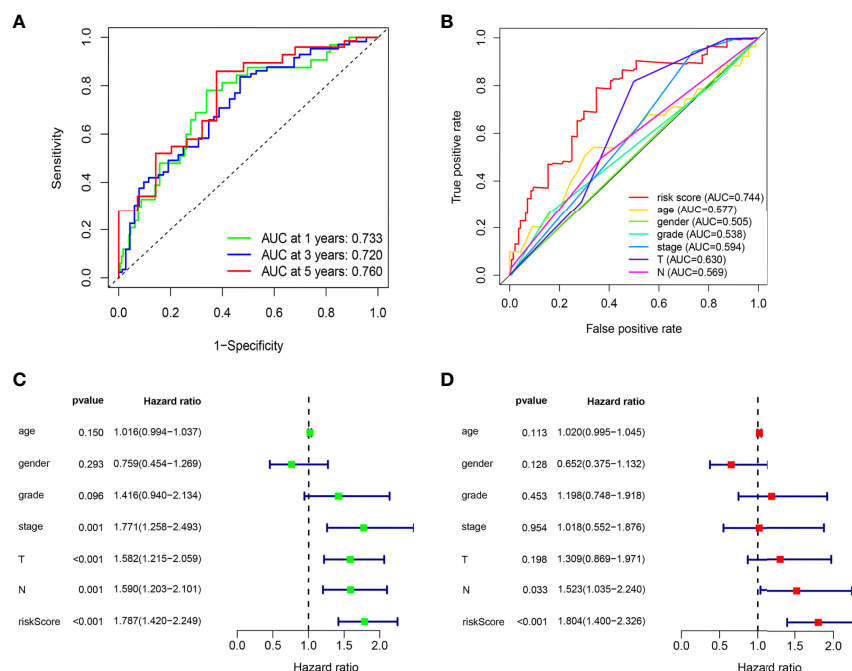 A
Sensitivity
1.0
0.8
0.6
0.4
0.2
0.0
AUC at 1 years: 0.733
AUC at 3 years: 0.720
AUC at 5 years: 0.760
0.0 0.2 0.4 0.6 0.8 1.0
1−Specificity
B
True positive rate
1.0
0.8
0.6
0.4
0.2
0.0
risk score (AUC=0.744)
age (AUC=0.577)
gender (AUC=0.505)
grade (AUC=0.538)
stage (AUC=0.594)
T (AUC=0.630)
N (AUC=0.569)
0.0 0.2 0.4 0.6 0.8 1.0
False positive rate
C
pvalue Hazard ratio
age 0.150 1.016(0.994−1.037)
gender 0.293 0.759(0.454−1.269)
grade 0.096 1.416(0.940−2.134)
stage 0.001 1.771(1.258−2.493)
T <0.001 1.582(1.215−2.059)
N 0.001 1.590(1.203−2.101)
riskScore <0.001 1.787(1.420−2.249)
0.0 0.5 1.0 1.5 2.0
Hazard ratio
D
pvalue Hazard ratio
age 0.113 1.020(0.995−1.045)
gender 0.128 0.652(0.375−1.132)
grade 0.453 1.198(0.748−1.918)
stage 0.954 1.018(0.552−1.876)
T 0.198 1.309(0.869−1.971)
N 0.033 1.523(1.035−2.240)
riskScore <0.001 1.804(1.400−2.326)
0.0 0.5 1.0 1.5 2.0
Hazard ratio